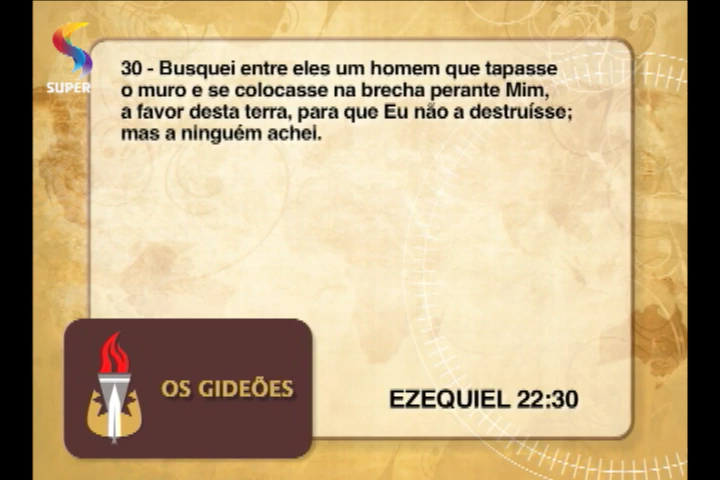 SUPER
30 - Busquei entre eles um homem que tapasse
o muro e se colocasse na brecha perante Mim,
a favor desta terra, para que Eu não a destruísse;
mas a ninguém achei.
OS GIDEÕES
EZEQUIEL 22:30